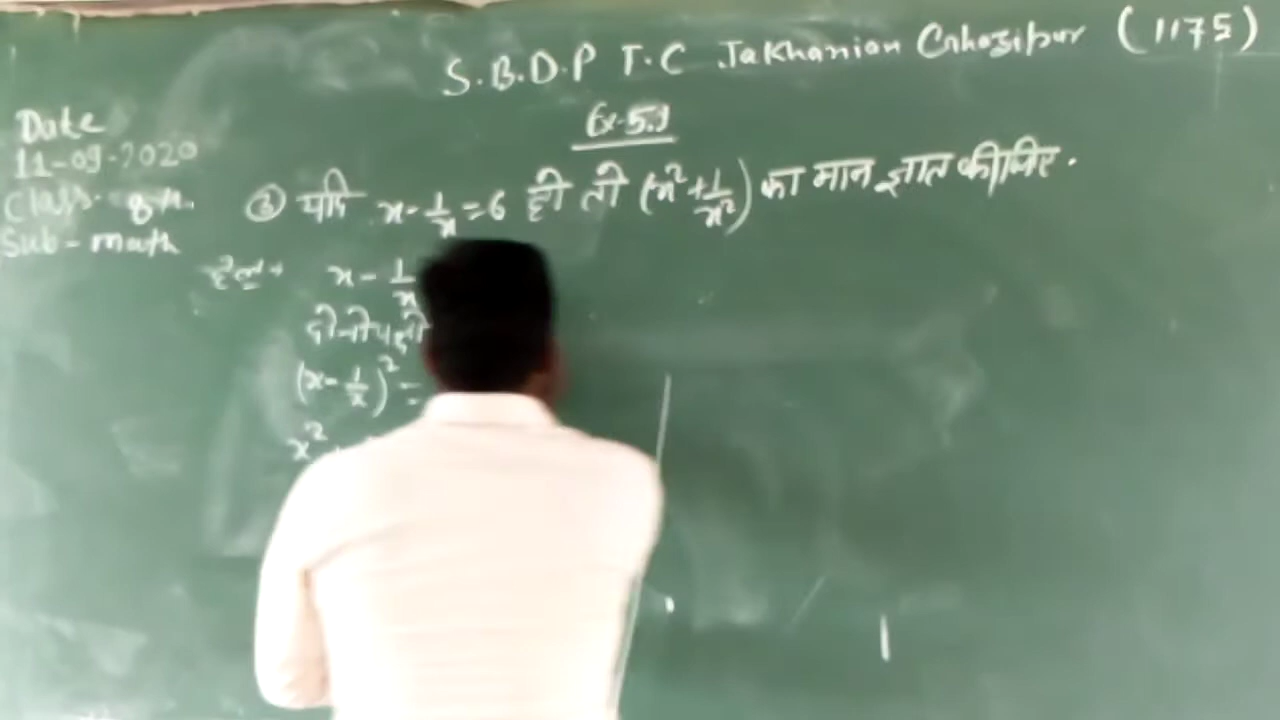 S.B.D.P T.C Jakhanian Ghazipur (1175)
Ex-5.1
Date
11-09-2020
Class- 8th.
Sub - math
③ यदि x - 1/x = 6 हो तो (x² + 1/x²) का मान ज्ञात कीजिए.
हल:- x - 1/x
दोनो पक्षो
(x - 1/x)² =
x²